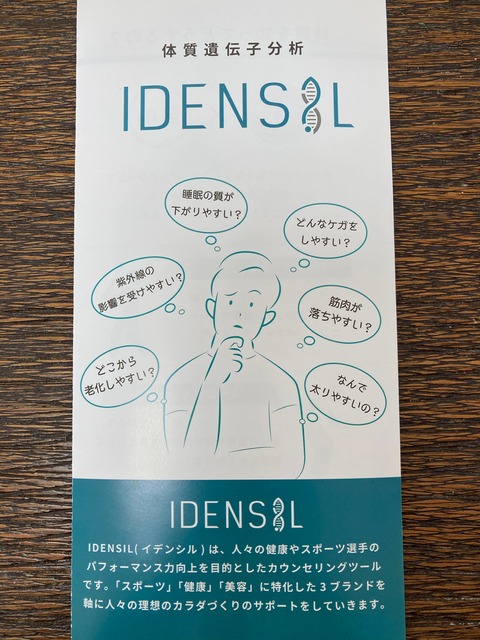 体質遺伝子分析
IDENSIL
睡眠の質が
下がりやすい？
どんなケガを
しやすい？
紫外線の
影響を受けやすい？
筋肉が
落ちやすい？
どこから
老化しやすい？
なんで
太りやすいの？
IDENSIL
IDENSIL(イデンシル)は、人々の健康やスポーツ選手の
パフォーマンス力向上を目的としたカウンセリングツール
です。「スポーツ」「健康」「美容」に特化した3ブランドを
軸に人々の理想のカラダづくりのサポートをしていきます。